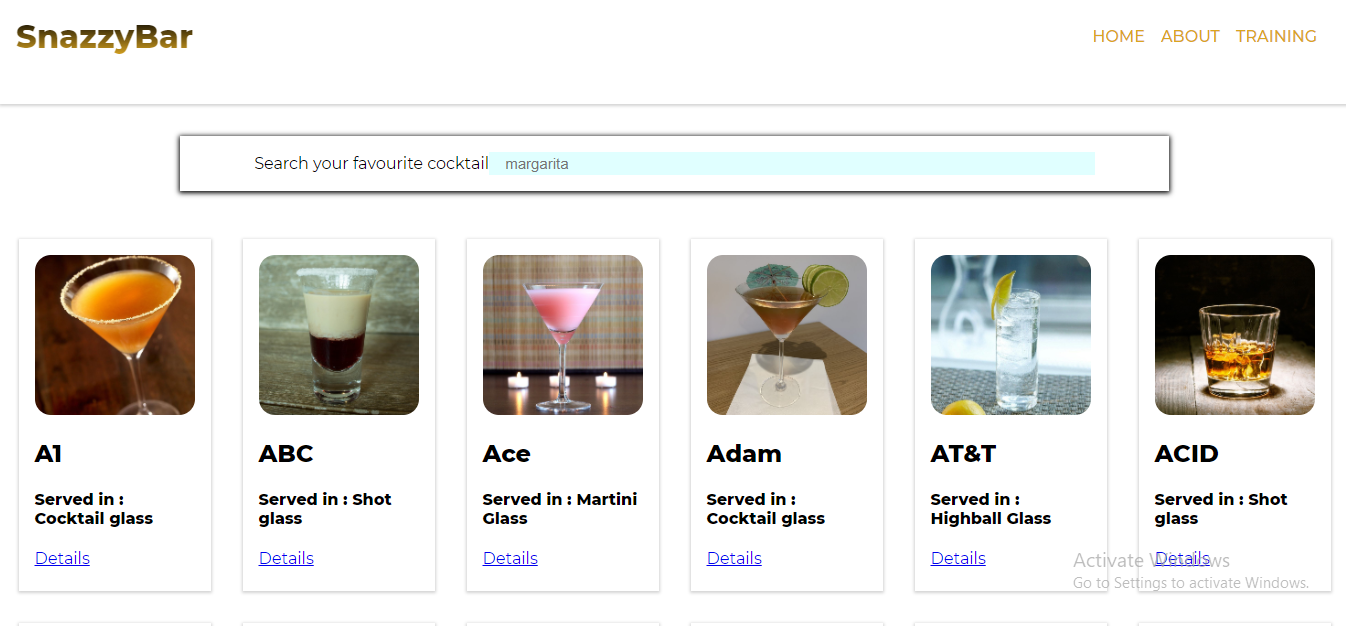 SnazzyBar
HOME ABOUT TRAINING
Search your favourite cocktail margarita
A1
Served in :
Cocktail glass
Details
ABC
Served in : Shot
glass
Details
Ace
Served in : Martini
Glass
Details
Adam
Served in :
Cocktail glass
Details
AT&T
Served in :
Highball Glass
Details
ACID
Served in : Shot
glass
Details
Activate Windows
Go to Settings to activate Windows.